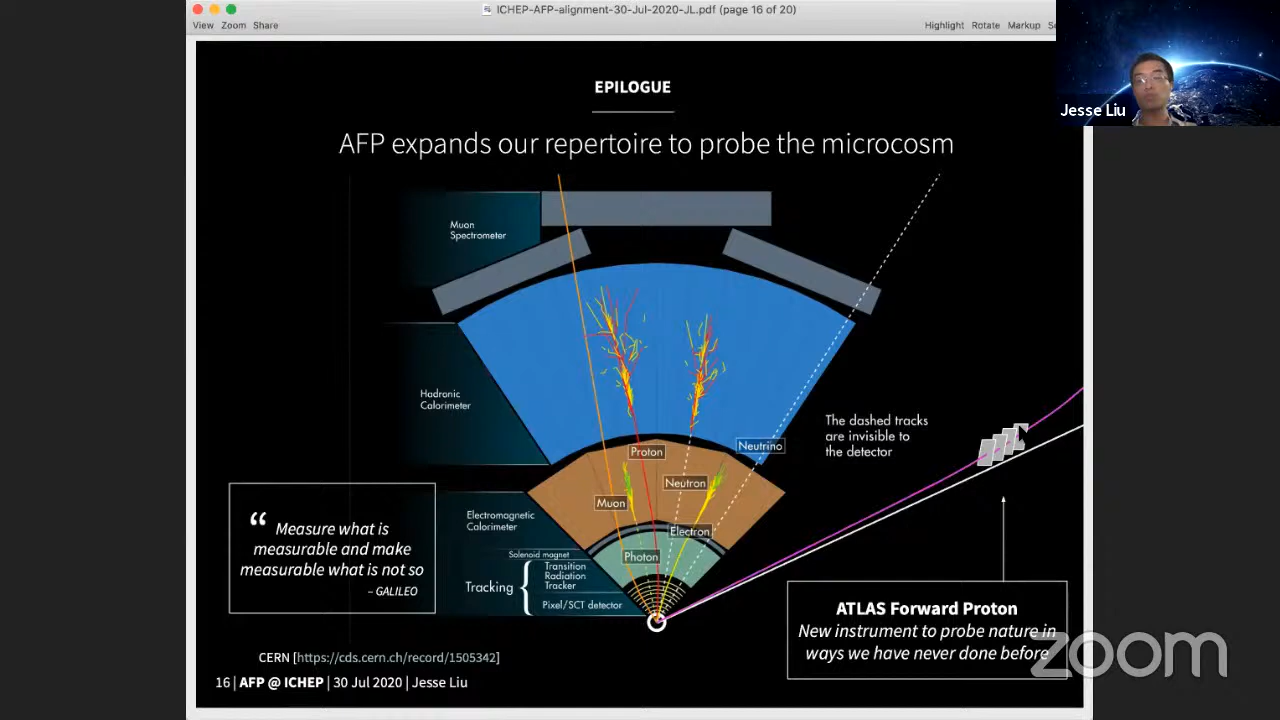 ICHEP-AFP-alignment-30-Jul-2020-JL.pdf (page 16 of 20)
View Zoom Share
Highlight Rotate Markup
Jesse Liu
EPILOGUE
AFP expands our repertoire to probe the microcosm
Muon
Spectrometer
Hadronic
Calorimeter
The dashed tracks
are invisible to
the detector
Neutrino
Proton
Neutron
Muon
Electron
Photon
Electromagnetic
Calorimeter
Solenoid magnet
Tracking
Transition
Radiation
Tracker
Pixel/SCT detector
“ Measure what is
measurable and make
measurable what is not so
– GALILEO
ATLAS Forward Proton
New instrument to probe nature in
ways we have never done before
CERN [https://cds.cern.ch/record/1505342]
16 | AFP @ ICHEP | 30 Jul 2020 | Jesse Liu
zoom